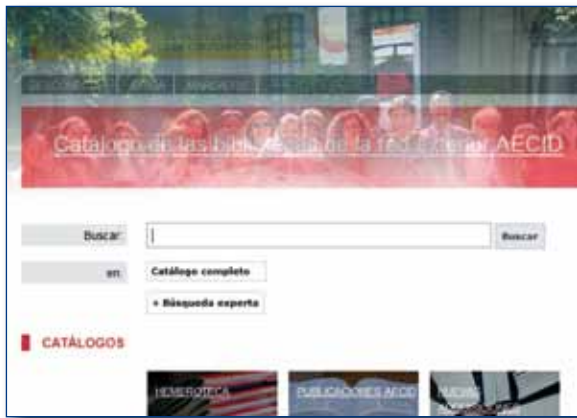 Catálogo de las bibliotecas de la red exterior AECID
Buscar: Buscar
en: Catálogo completo
+ Búsqueda experta
CATÁLOGOS
HEMEROTECA PUBLICACIONES AECID NUEVAS